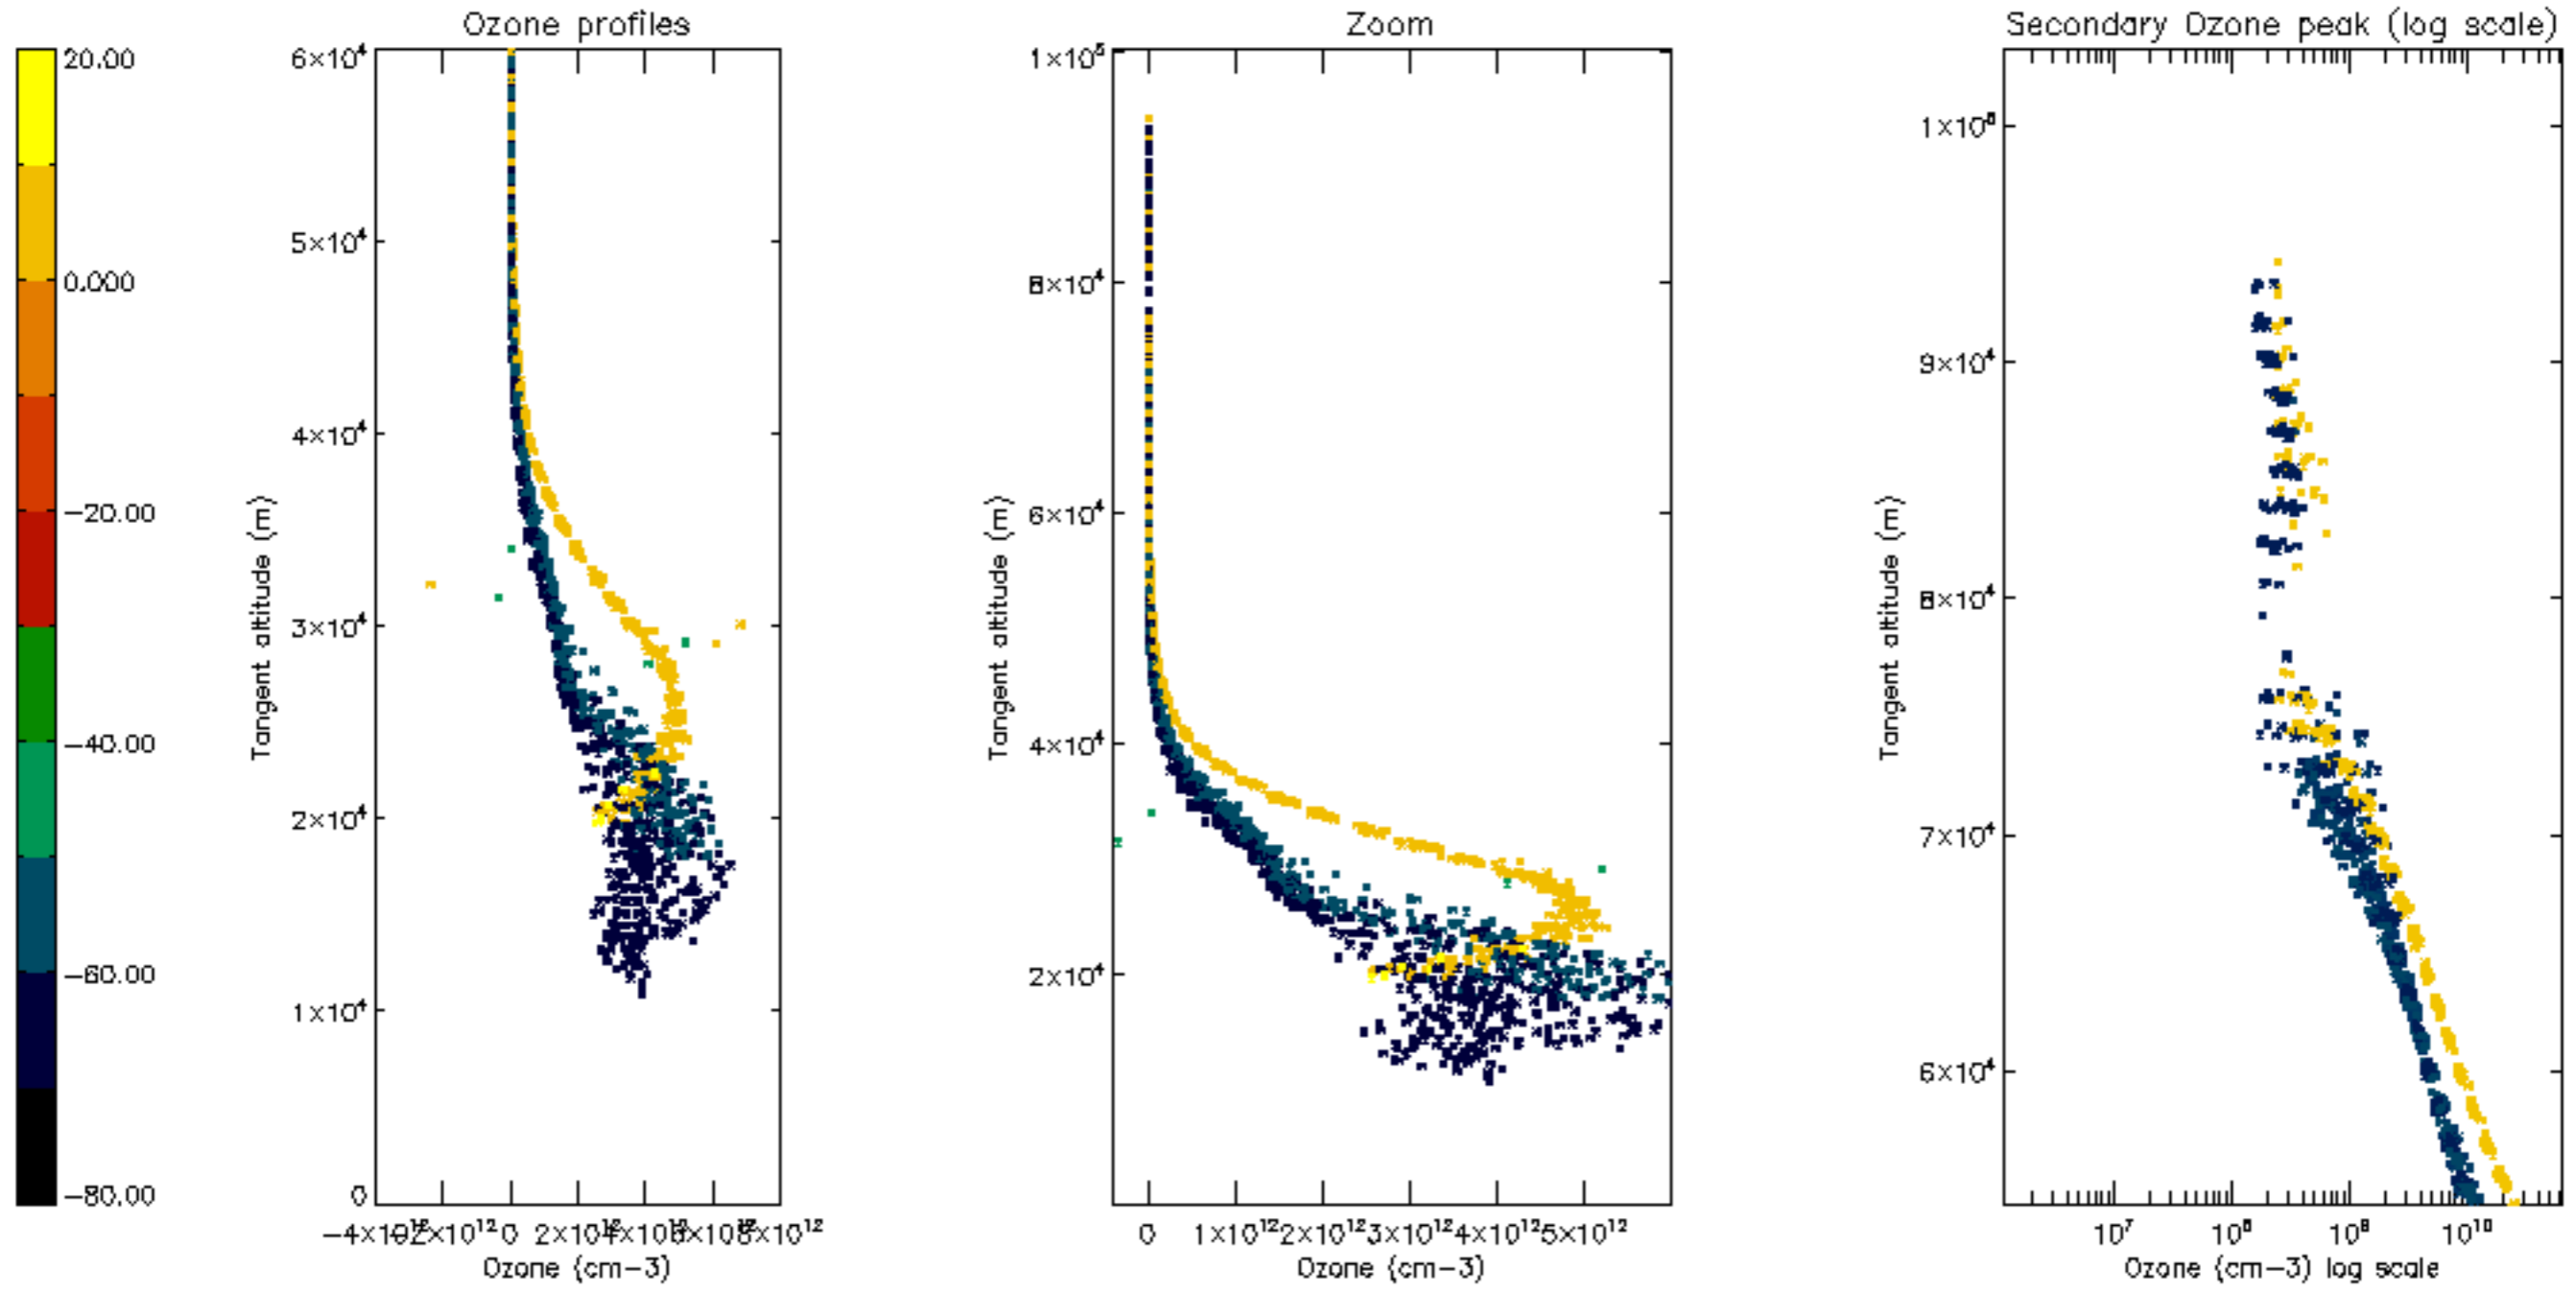 Ozone profiles
Zoom
Secondary Ozone peak (log scale)
20.00
0.000
−20.00
−40.00
−60.00
−80.00
6×10⁴
5×10⁴
4×10⁴
3×10⁴
2×10⁴
1×10⁴
0
Tangent altitude (m)
0
Ozone (cm−3)
1×10⁵
8×10⁴
6×10⁴
4×10⁴
2×10⁴
Tangent altitude (m)
0 1×10¹² 2×10¹² 3×10¹² 4×10¹² 5×10¹²
Ozone (cm−3)
1×10⁵
9×10⁴
8×10⁴
7×10⁴
6×10⁴
Tangent altitude (m)
10⁷ 10⁸ 10⁹ 10¹⁰
Ozone (cm−3) log scale